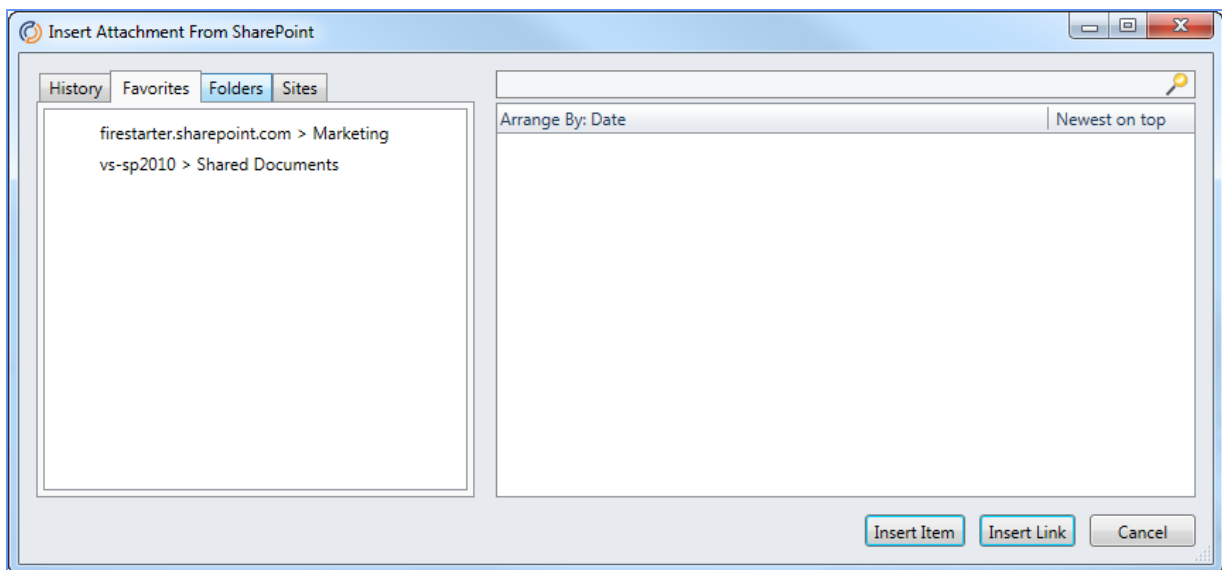 Insert Attachment From SharePoint
History Favorites Folders Sites
firestarter.sharepoint.com > Marketing
vs-sp2010 > Shared Documents
Arrange By: Date Newest on top
Insert Item Insert Link Cancel